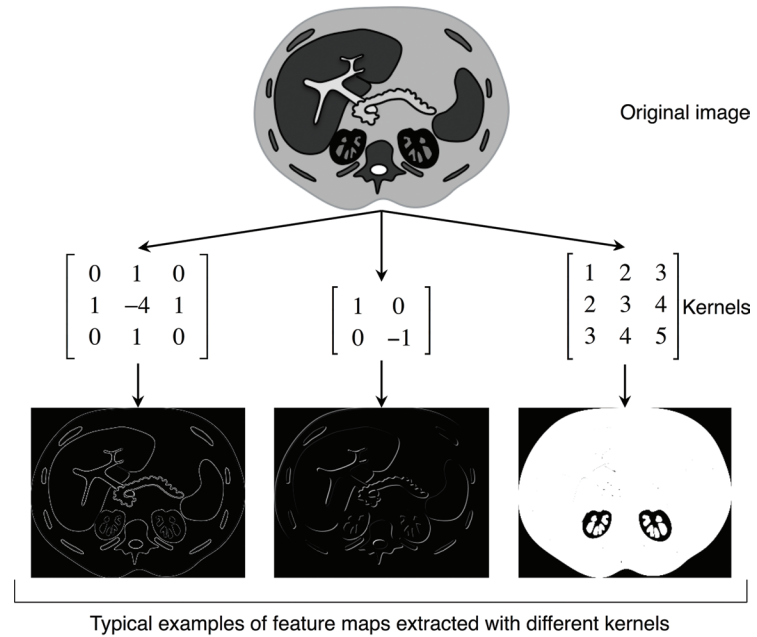 Original image
0 1 0
1 −4 1
0 1 0
1 0
0 −1
1 2 3
2 3 4
3 4 5
Kernels
Typical examples of feature maps extracted with different kernels